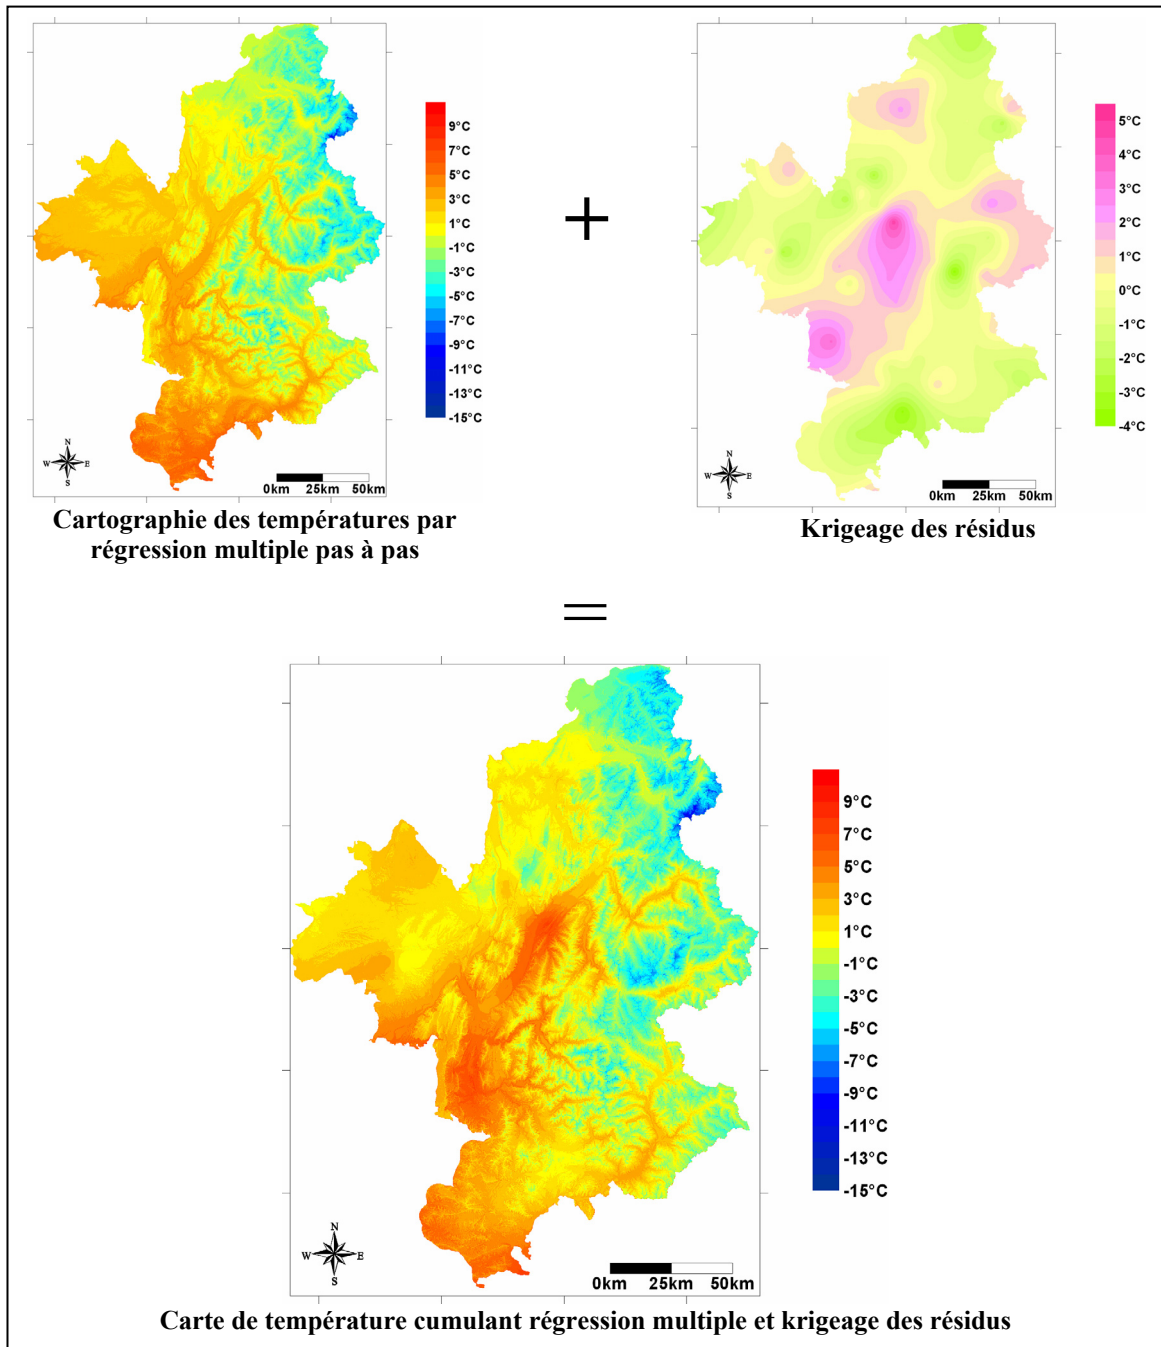 9°C
7°C
5°C
3°C
1°C
-1°C
-3°C
-5°C
-7°C
-9°C
-11°C
-13°C
-15°C
N
W E
S
0km 25km 50km
Cartographie des températures par
régression multiple pas à pas
+
5°C
4°C
3°C
2°C
1°C
0°C
-1°C
-2°C
-3°C
-4°C
N
W E
S
0km 25km 50km
Krigeage des résidus
=
9°C
7°C
5°C
3°C
1°C
-1°C
-3°C
-5°C
-7°C
-9°C
-11°C
-13°C
-15°C
N
W E
S
0km 25km 50km
Carte de température cumulant régression multiple et krigeage des résidus